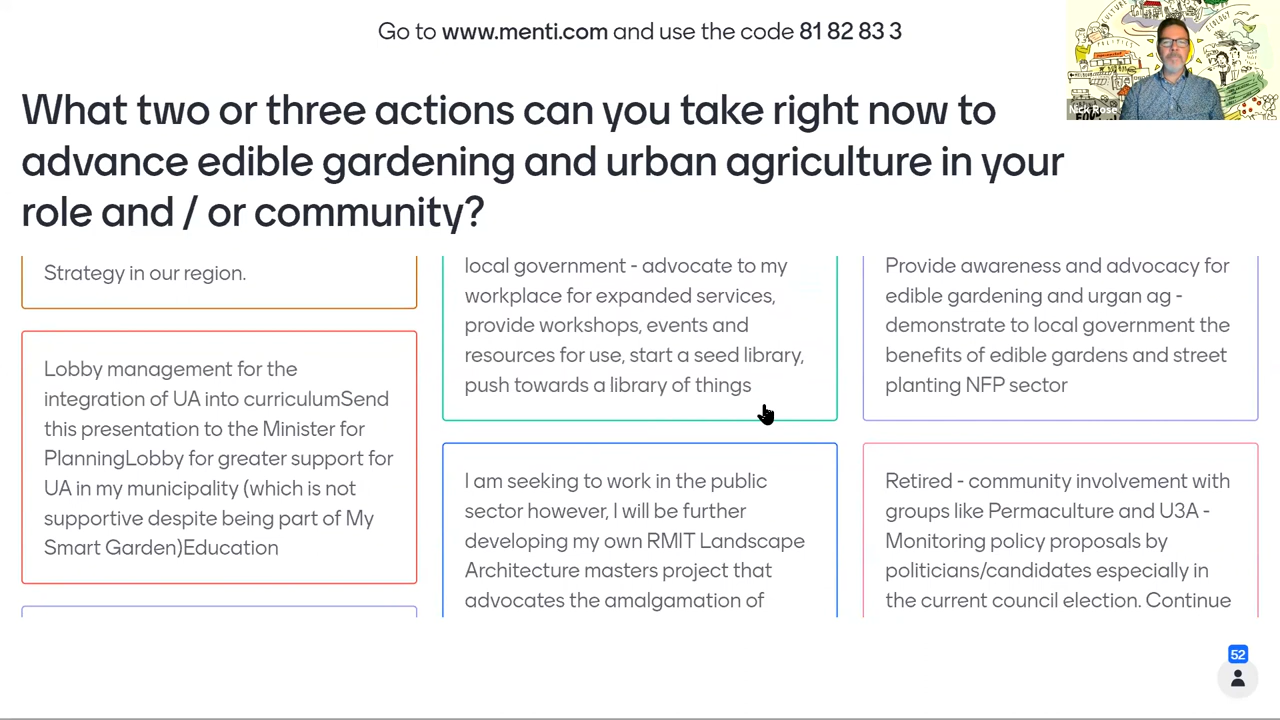 Go to www.menti.com and use the code 81 82 83 3
Nick Rose
What two or three actions can you take right now to
advance edible gardening and urban agriculture in your
role and / or community?
Strategy in our region.
Lobby management for the
integration of UA into curriculumSend
this presentation to the Minister for
PlanningLobby for greater support for
UA in my municipality (which is not
supportive despite being part of My
Smart Garden)Education
local government - advocate to my
workplace for expanded services,
provide workshops, events and
resources for use, start a seed library,
push towards a library of things
I am seeking to work in the public
sector however, I will be further
developing my own RMIT Landscape
Architecture masters project that
advocates the amalgamation of
Provide awareness and advocacy for
edible gardening and urgan ag -
demonstrate to local government the
benefits of edible gardens and street
planting NFP sector
Retired - community involvement with
groups like Permaculture and U3A -
Monitoring policy proposals by
politicians/candidates especially in
the current council election. Continue
52